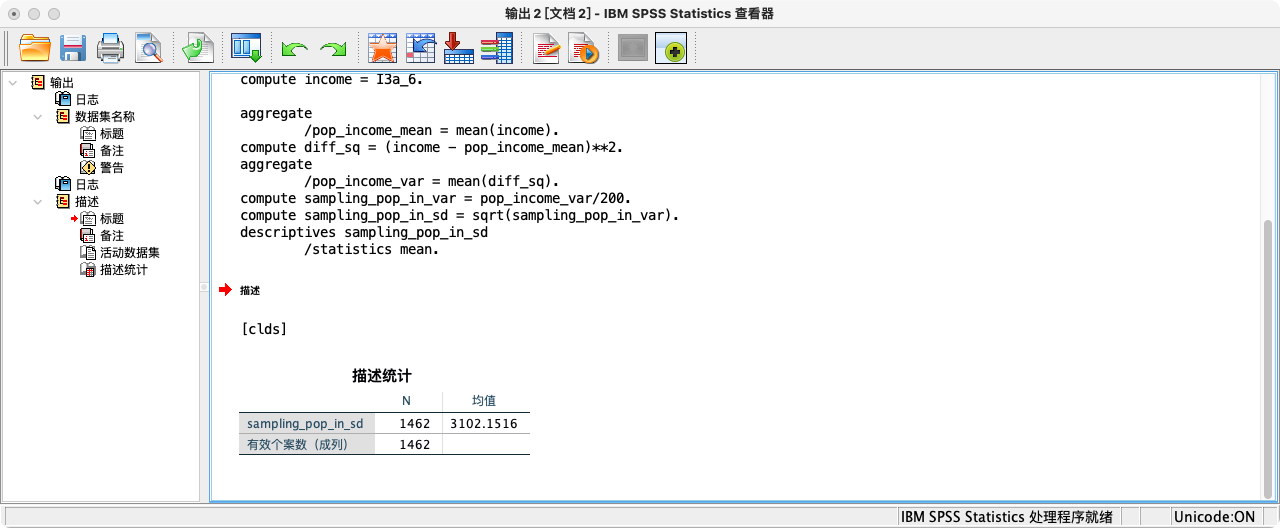 输出2 [文档2] - IBM SPSS Statistics 查看器
输出
日志
数据集名称
标题
备注
警告
日志
描述
标题
备注
活动数据集
描述统计
compute income = I3a_6.
aggregate
/pop_income_mean = mean(income).
compute diff_sq = (income - pop_income_mean)**2.
aggregate
/pop_income_var = mean(diff_sq).
compute sampling_pop_in_var = pop_income_var/200.
compute sampling_pop_in_sd = sqrt(sampling_pop_in_var).
descriptives sampling_pop_in_sd
/statistics mean.
描述
[clds]
描述统计
N 均值
sampling_pop_in_sd 1462 3102.1516
有效个案数（成列） 1462
IBM SPSS Statistics 处理程序就绪 Unicode:ON